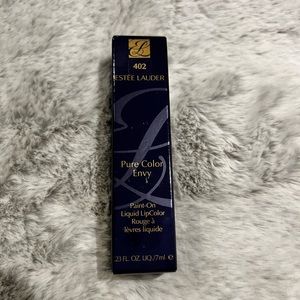 402
ESTĒE LAUDER
Pure Color
Envy
Paint-On
Liquid LipColor
Rouge à
lèvres liquide
.23 FL. OZ. LIQ./7ml e